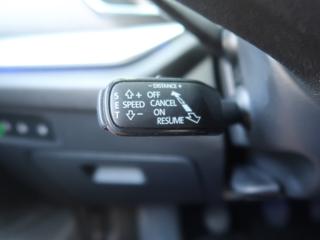 - DISTANCE +
S E T
⇧ + OFF
SPEED CANCEL
⇩ - ON
RESUME